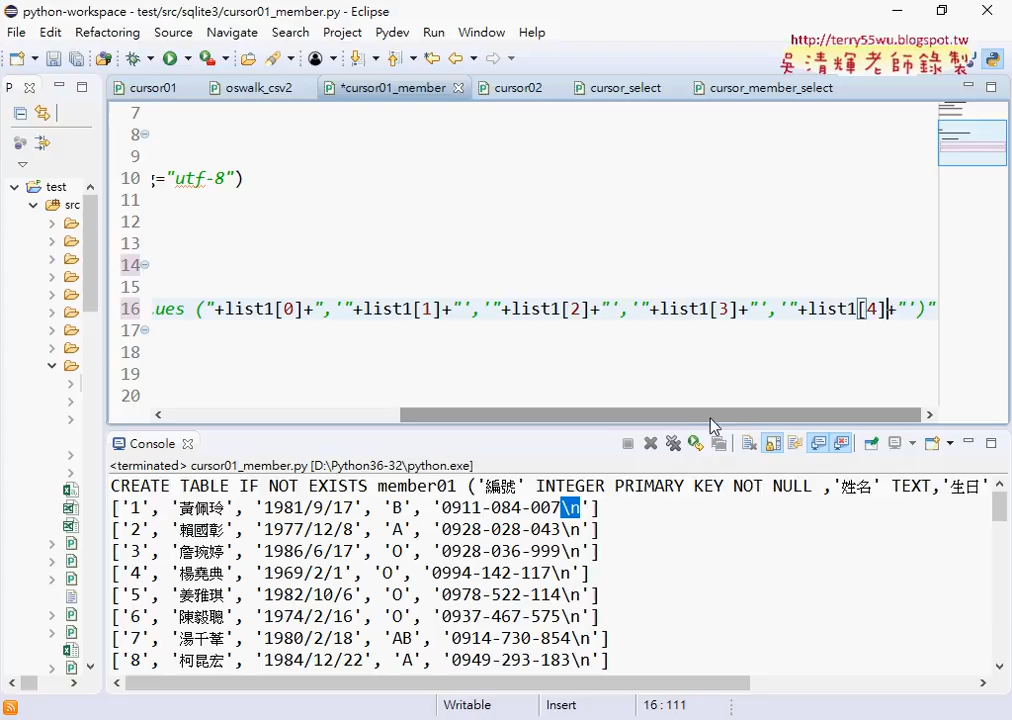 python-workspace - test/src/sqlite3/cursor01_member.py - Eclipse
File Edit Refactoring Source Navigate Search Project Pydev Run Window Help
http://terry55wu.blogspot.tw
吳清輝老師錄製
P
cursor01
oswalk_csv2
*cursor01_member
cursor02
cursor_select
cursor_member_select
test
src
7
8
9
10 g="utf-8")
11
12
13
14
15
16 .ues ("+list1[0]+",'"+list1[1]+"','"+list1[2]+"','"+list1[3]+"','"+list1[4]+"')"
17
18
19
20
Console
<terminated> cursor01_member.py [D:\Python36-32\python.exe]
CREATE TABLE IF NOT EXISTS member01 ('編號' INTEGER PRIMARY KEY NOT NULL ,'姓名' TEXT,'生日'
['1', '黃佩玲', '1981/9/17', 'B', '0911-084-007\n']
['2', '賴國彰', '1977/12/8', 'A', '0928-028-043\n']
['3', '詹琬婷', '1986/6/17', 'O', '0928-036-999\n']
['4', '楊堯典', '1969/2/1', 'O', '0994-142-117\n']
['5', '姜雅琪', '1982/10/6', 'O', '0978-522-114\n']
['6', '陳毅聰', '1974/2/16', 'O', '0937-467-575\n']
['7', '湯千峯', '1980/2/18', 'AB', '0914-730-854\n']
['8', '柯昆宏', '1984/12/22', 'A', '0949-293-183\n']
Writable
Insert
16 : 111